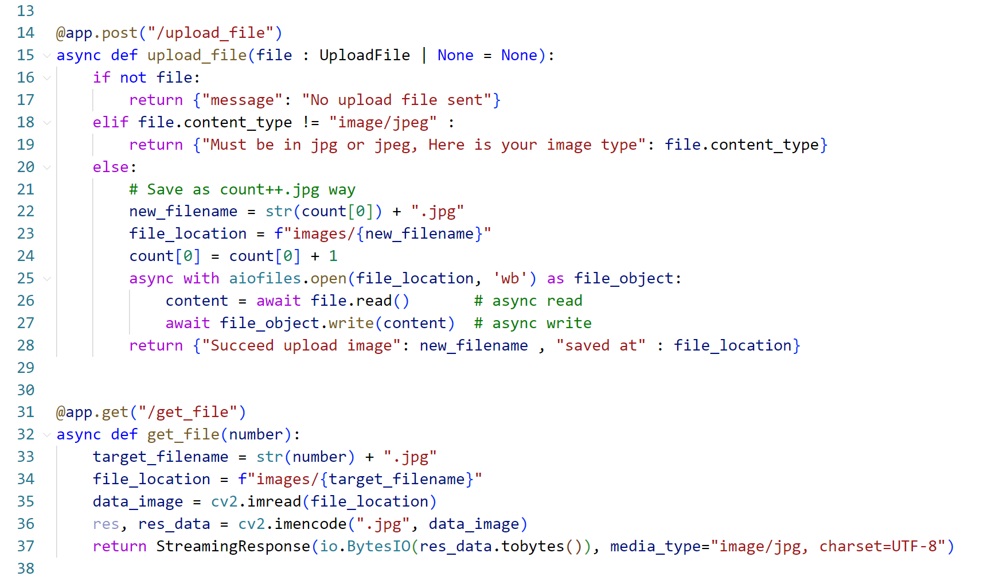 13
14 @app.post("/upload_file")
15 async def upload_file(file : UploadFile | None = None):
16     if not file:
17         return {"message": "No upload file sent"}
18     elif file.content_type != "image/jpeg" :
19         return {"Must be in jpg or jpeg, Here is your image type": file.content_type}
20     else:
21         # Save as count++.jpg way
22         new_filename = str(count[0]) + ".jpg"
23         file_location = f"images/{new_filename}"
24         count[0] = count[0] + 1
25         async with aiofiles.open(file_location, 'wb') as file_object:
26             content = await file.read()       # async read
27             await file_object.write(content)  # async write
28         return {"Succeed upload image": new_filename , "saved at" : file_location}
29
30
31 @app.get("/get_file")
32 async def get_file(number):
33     target_filename = str(number) + ".jpg"
34     file_location = f"images/{target_filename}"
35     data_image = cv2.imread(file_location)
36     res, res_data = cv2.imencode(".jpg", data_image)
37     return StreamingResponse(io.BytesIO(res_data.tobytes()), media_type="image/jpg, charset=UTF-8")
38